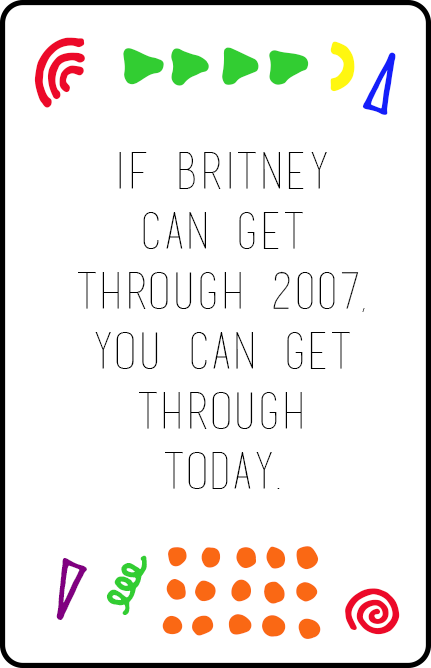 IF BRITNEY
CAN GET
THROUGH 2007,
YOU CAN GET
THROUGH
TODAY.